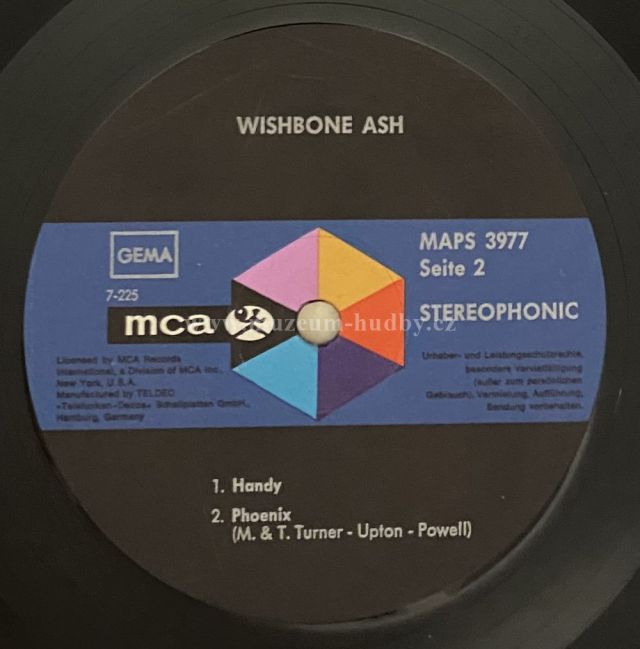 WISHBONE ASH
GEMA
MAPS 3977
Seite 2
7-225
mca
STEREOPHONIC
www.muzeum-hudby.cz
Licensed by MCA Records
International, a Division of MCA Inc.,
New York, U.S.A.
Manufactured by TELDEC
»Telefunken-Decca« Schallplatten GmbH.,
Hamburg, Germany
Urheber- und Leistungsschutzrechte,
besondere Vervielfältigung
(außer zum persönlichen
Gebrauch), Vermietung, Aufführung,
Sendung vorbehalten.
1. Handy
2. Phoenix
(M. & T. Turner - Upton - Powell)